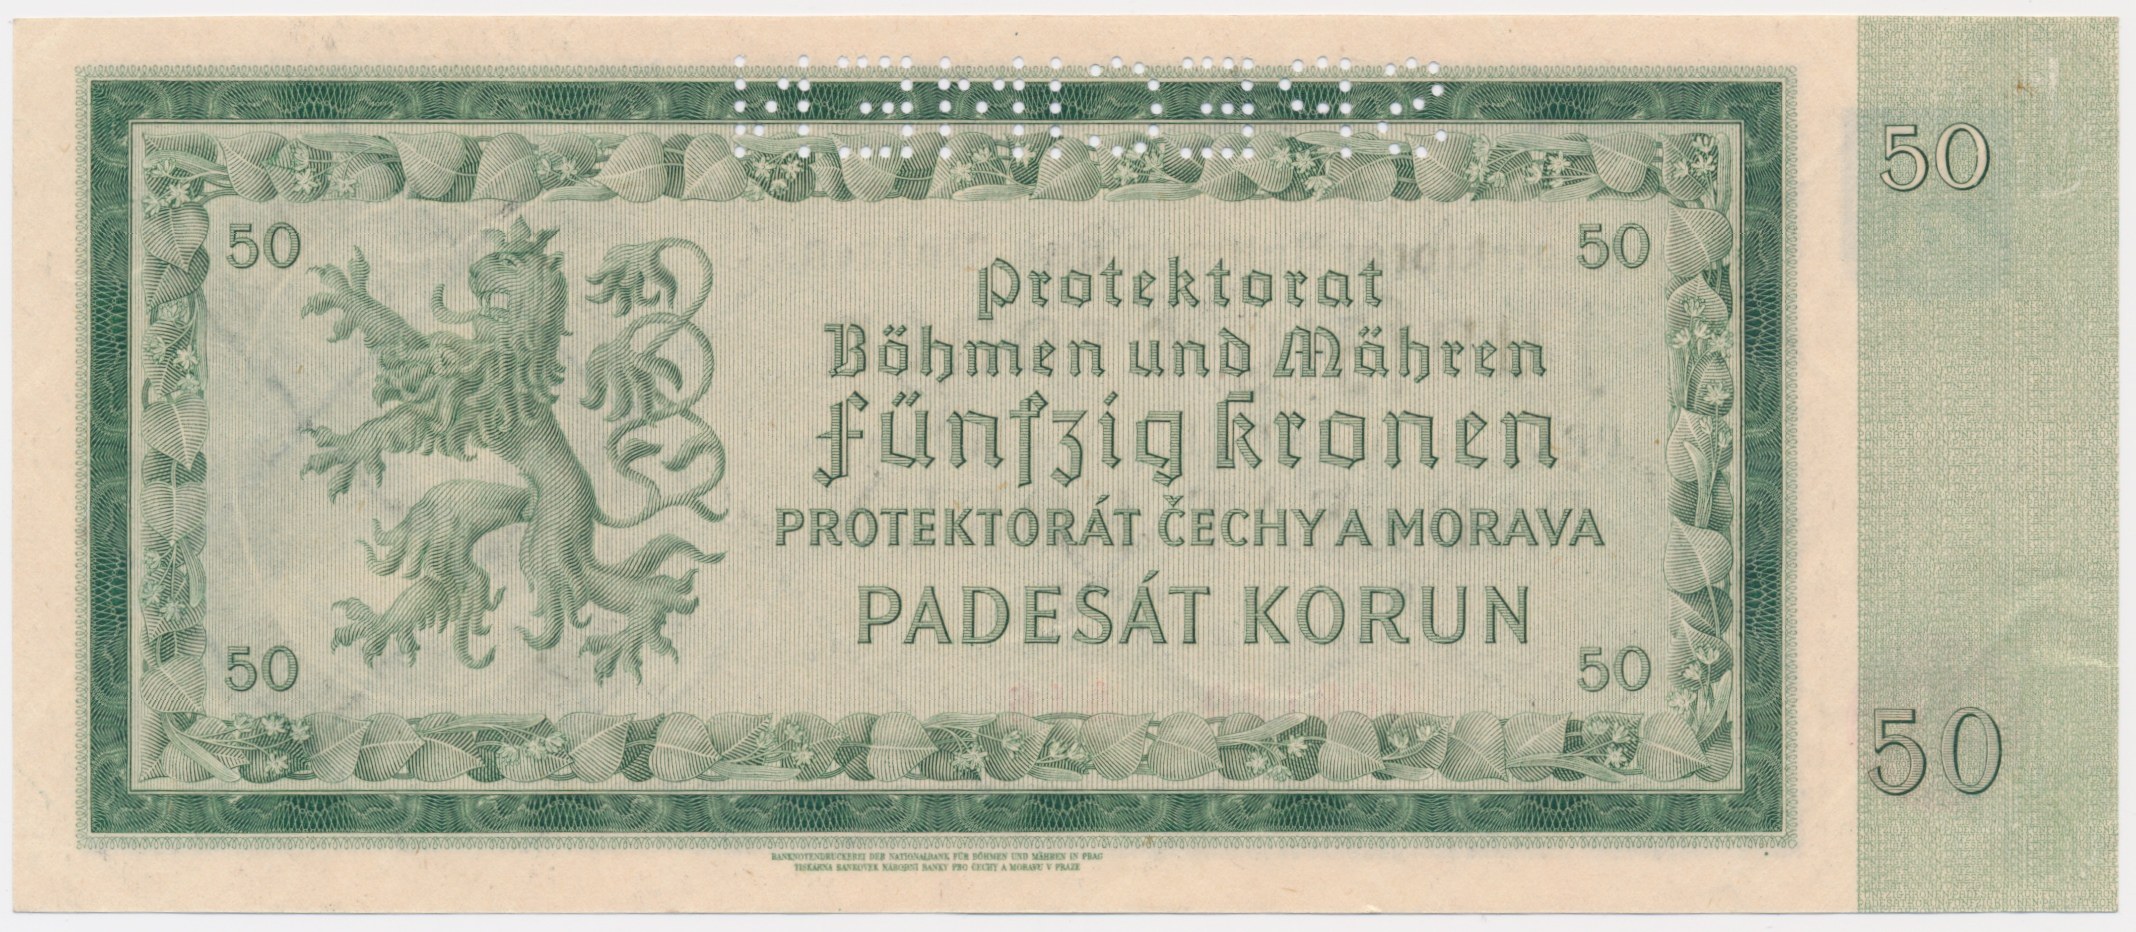 SPECIMEN
50
50
50
Protektorat
Böhmen und Mähren
Fünfzig Kronen
PROTEKTORÁT ČECHY A MORAVA
PADESÁT KORUN
50
50
50
BANKNOTENDRUCKEREI DER NATIONALBANK FÜR BÖHMEN UND MÄHREN IN PRAG
TISKÁRNA BANKOVEK NÁRODNÍ BANKY PRO ČECHY A MORAVU V PRAZE